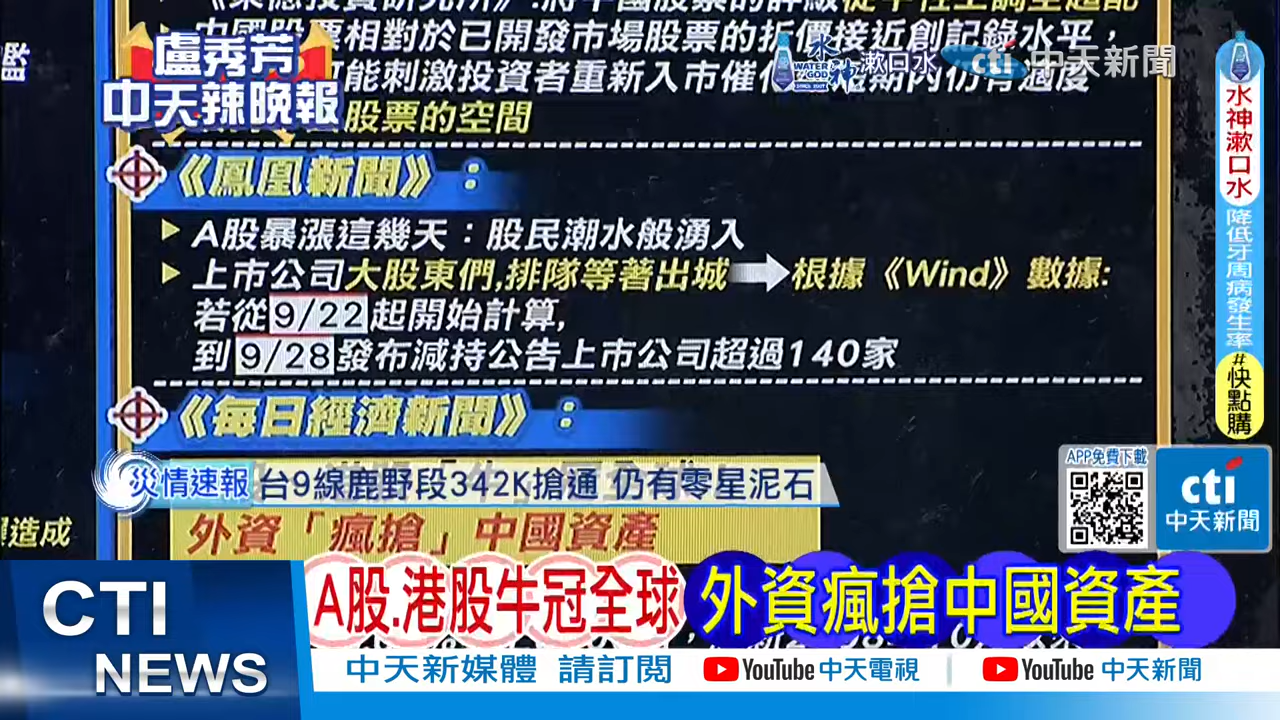 中國股票相對於已開發市場股票的折價接近創記錄水平，
可能刺激投資者重新入市催
股票的空間
盧秀芳
中天辣晚報
水神
WATER GOD
漱口水
cti 中天新聞
《鳳凰新聞》：
A股暴漲這幾天：股民潮水般湧入
上市公司大股東們,排隊等著出城 根據《Wind》數據:
若從9/22起開始計算,
到9/28發布減持公告上市公司超過140家
《每日經濟新聞》：
災情速報 台9線鹿野段342K搶通 仍有零星泥石
外資「瘋搶」中國資產
造成
水神漱口水
降低牙周病發生率
#快點購
APP免費下載
cti
中天新聞
CTI
NEWS
A股.港股牛冠全球 外資瘋搶中國資產
中天新媒體 請訂閱 YouTube 中天電視 YouTube 中天新聞